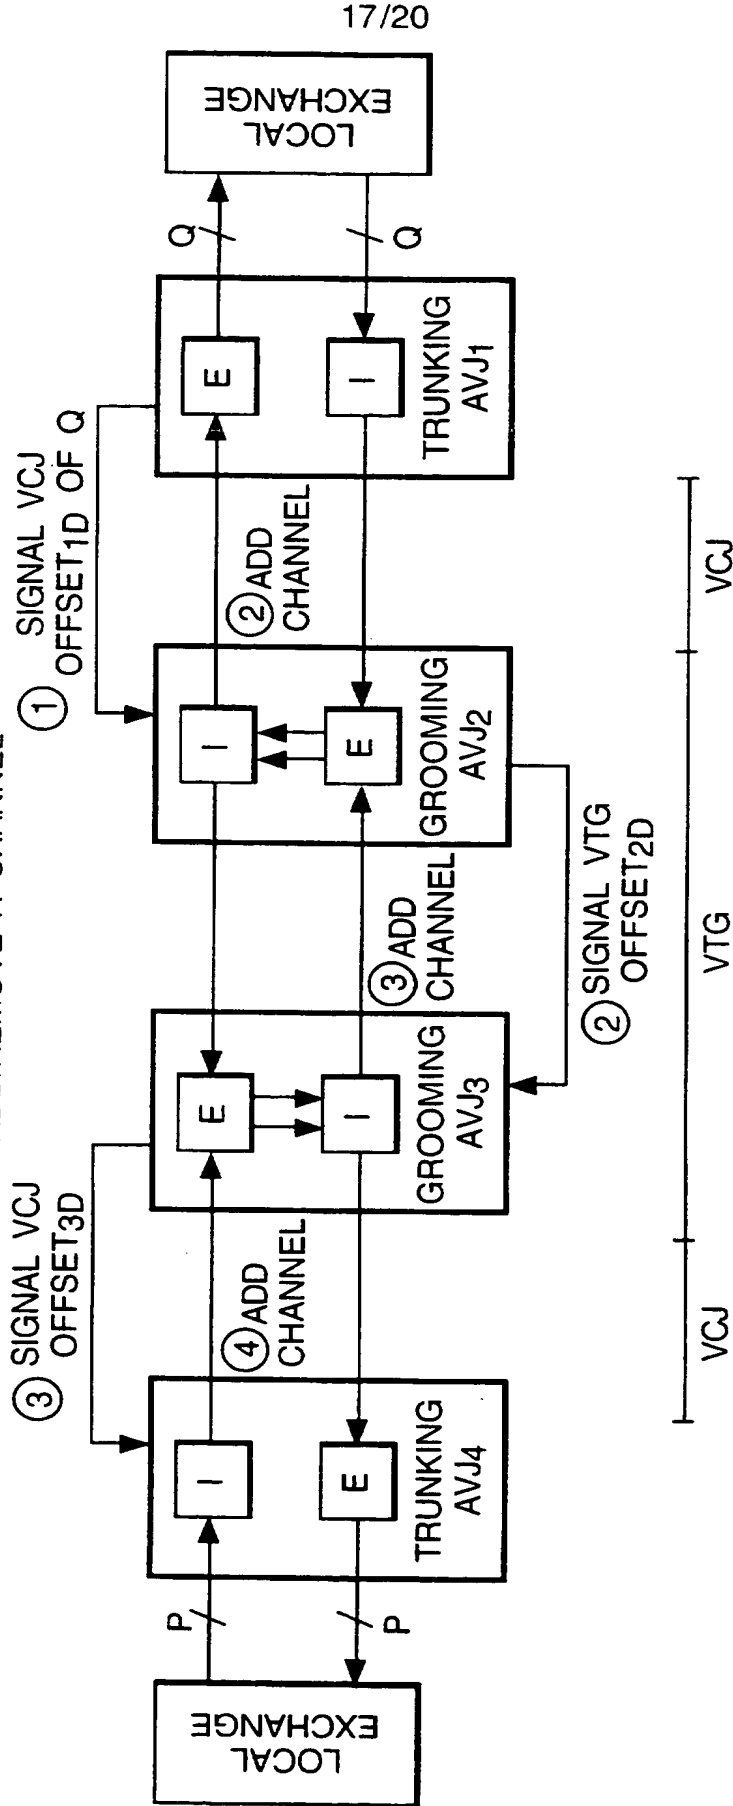 17/20
③ SIGNAL VCJ
OFFSET3D
① SIGNAL VCJ
OFFSET1D OF Q
LOCAL
EXCHANGE
P
P
I
E
TRUNKING
AVJ4
④ ADD
CHANNEL
E
I
GROOMING
AVJ3
③ ADD
CHANNEL
I
E
GROOMING
AVJ2
② ADD
CHANNEL
E
I
TRUNKING
AVJ1
Q
Q
LOCAL
EXCHANGE
② SIGNAL VTG
OFFSET2D
VCJ
VTG
VCJ